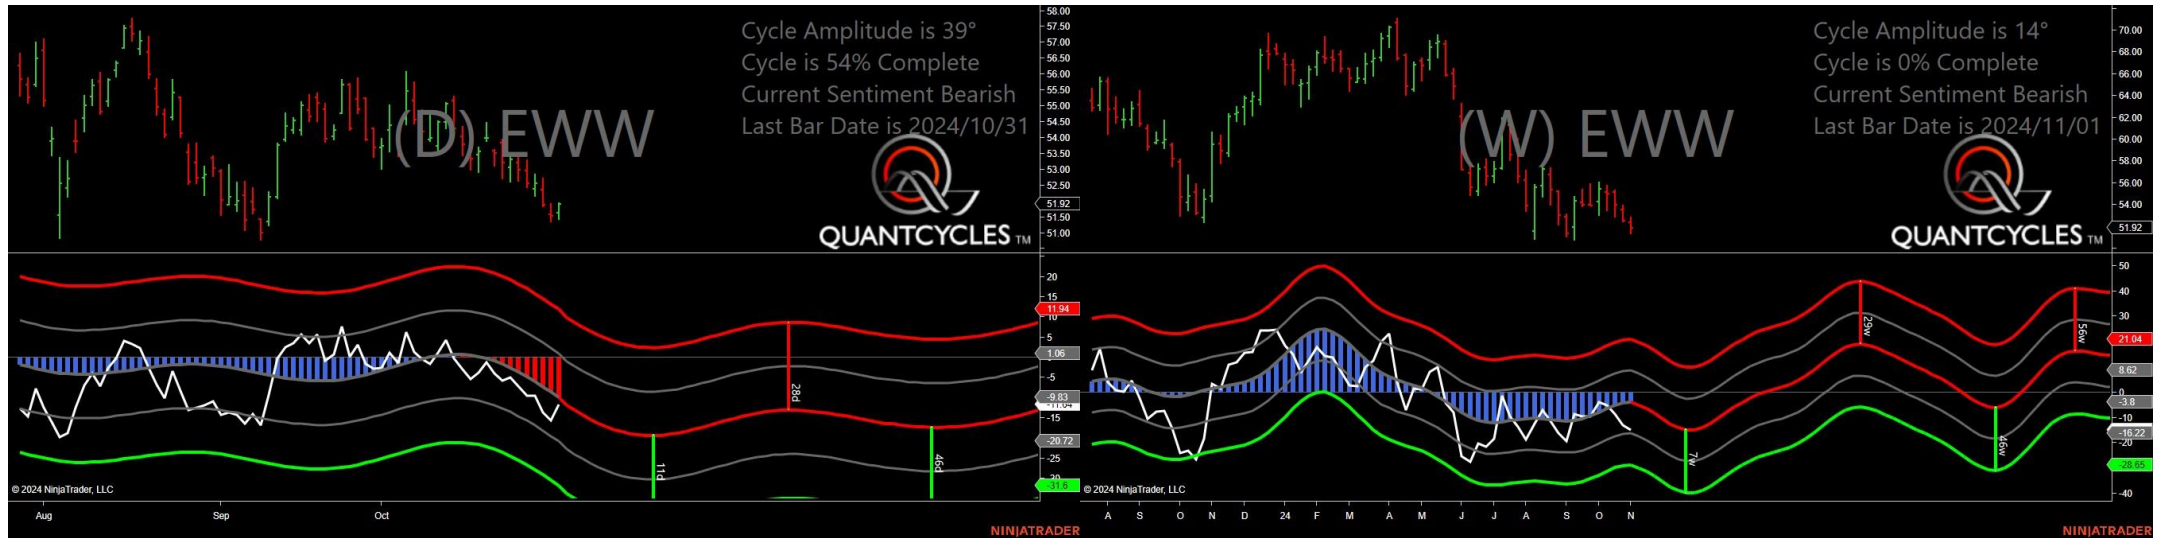 Cycle Amplitude is 39°
Cycle is 54% Complete
Current Sentiment Bearish
Last Bar Date is 2024/10/31
(D) EWW
QUANTCYCLES TM
58.00
57.50
57.00
56.50
56.00
55.50
55.00
54.50
54.00
53.50
53.00
52.50
51.92
51.50
51.00
20
15
11.94
10
5
1.06
-5
-9.83
-15
-20.72
-25
-31.6
28d
11d
46d
© 2024 NinjaTrader, LLC
Aug Sep Oct
NINJATRADER
Cycle Amplitude is 14°
Cycle is 0% Complete
Current Sentiment Bearish
Last Bar Date is 2024/11/01
(W) EWW
QUANTCYCLES TM
70.00
68.00
66.00
64.00
62.00
60.00
58.00
56.00
54.00
51.92
50
40
30
21.04
8.62
0
-3.8
-10
-16.22
-20
-28.65
-40
29w
56w
7w
46w
© 2024 NinjaTrader, LLC
A S O N D 24 F M A M J J A S O N
NINJATRADER